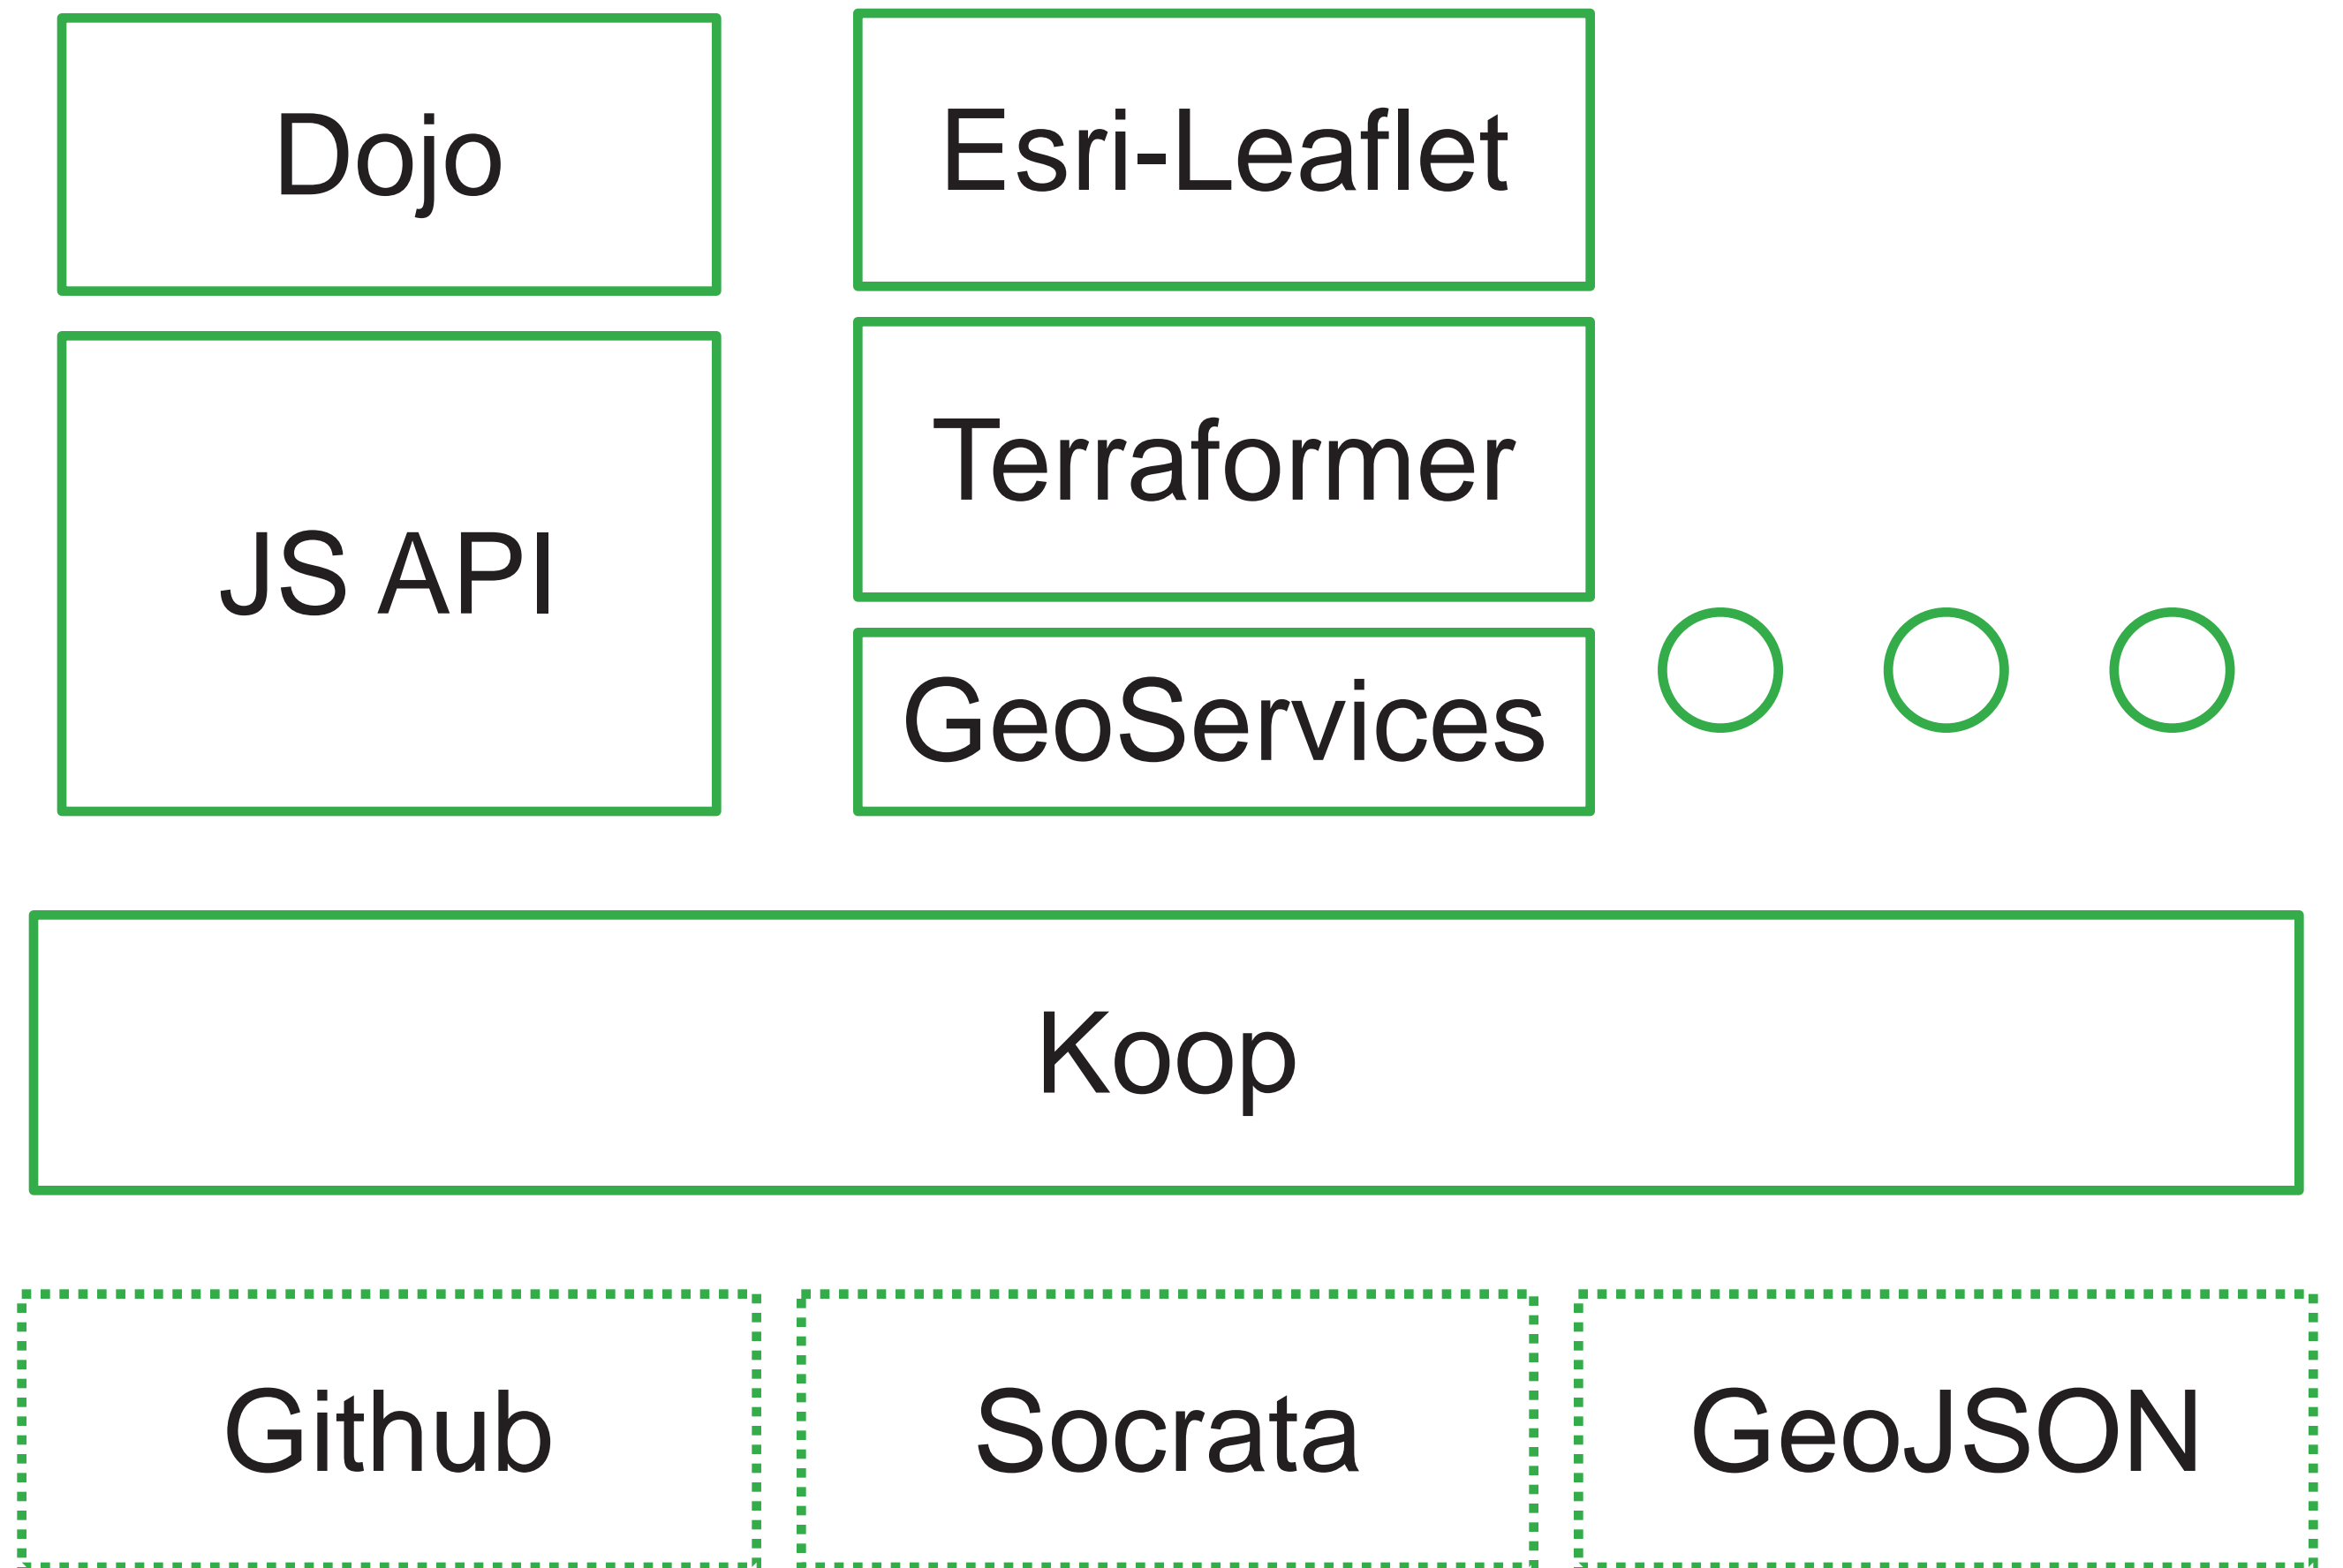 Dojo
Esri-Leaflet
Terraformer
JS API
GeoServices
Koop
Github
Socrata
GeoJSON